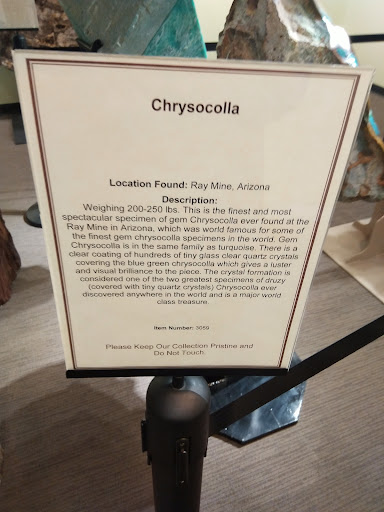 Chrysocolla
Location Found: Ray Mine, Arizona
Description:
Weighing 200-250 lbs. This is the finest and most
spectacular specimen of gem Chrysocolla ever found at the
Ray Mine in Arizona, which was world famous for some of
the finest gem chrysocolla specimens in the world. Gem
Chrysocolla is in the same family as turquoise. There is a
clear coating of hundreds of tiny glass clear quartz crystals
covering the blue green chrysocolla which gives a luster
and visual brilliance to the piece. The crystal formation is
considered one of the two greatest specimens of druzy
(covered with tiny quartz crystals) Chrysocolla ever
discovered anywhere in the world and is a major world
class treasure.
Item Number: 3059
Please Keep Our Collection Pristine and
Do Not Touch.